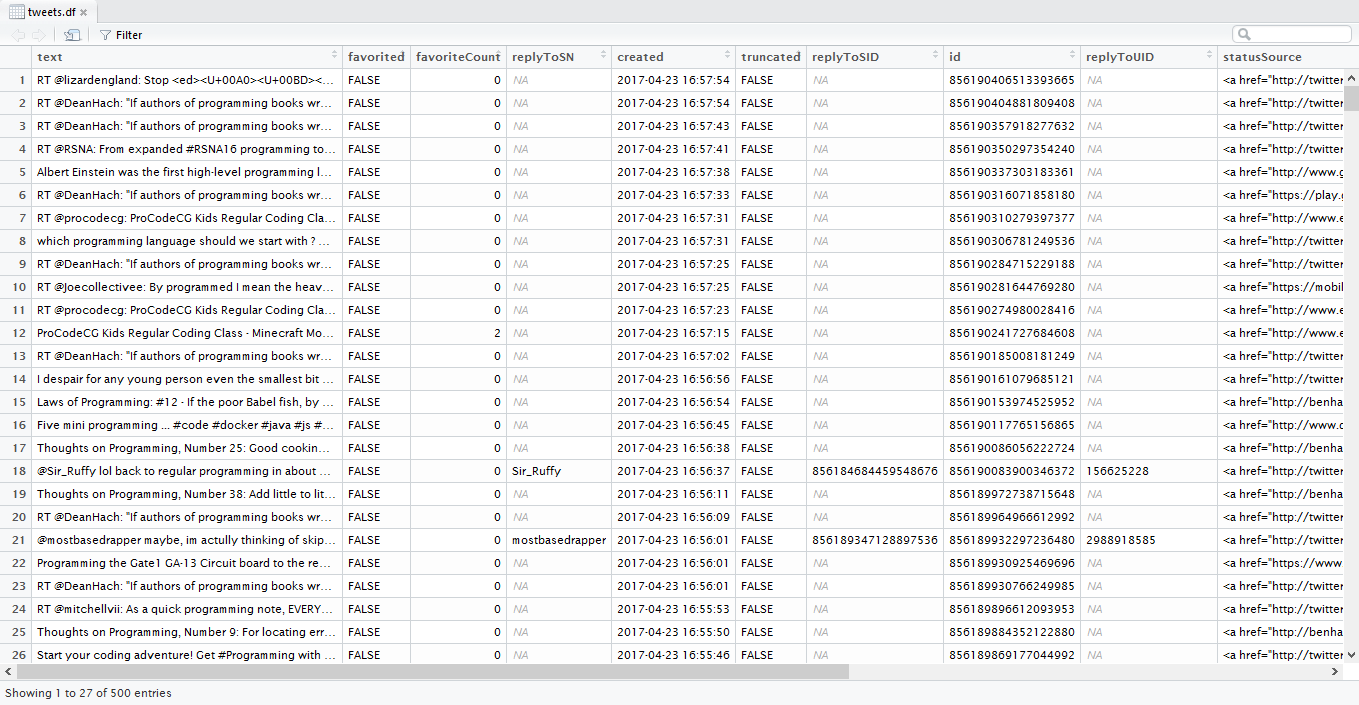 tweets.df
Filter
text favorited favoriteCount replyToSN created truncated replyToSID id replyToUID statusSource
1 RT @lizardengland: Stop <ed><U+00A0><U+00BD><... FALSE 0 NA 2017-04-23 16:57:54 FALSE NA 856190406513393665 NA <a href="http://twitter
2 RT @DeanHach: "If authors of programming books wr... FALSE 0 NA 2017-04-23 16:57:54 FALSE NA 856190404881809408 NA <a href="http://twitter
3 RT @DeanHach: "If authors of programming books wr... FALSE 0 NA 2017-04-23 16:57:43 FALSE NA 856190357918277632 NA <a href="http://twitter
4 RT @RSNA: From expanded #RSNA16 programming to... FALSE 0 NA 2017-04-23 16:57:41 FALSE NA 856190350297354240 NA <a href="http://twitter
5 Albert Einstein was the first high-level programming l... FALSE 0 NA 2017-04-23 16:57:38 FALSE NA 856190337303183361 NA <a href="http://www.g
6 RT @DeanHach: "If authors of programming books wr... FALSE 0 NA 2017-04-23 16:57:33 FALSE NA 856190316071858180 NA <a href="https://play.g
7 RT @procodecg: ProCodeCG Kids Regular Coding Cla... FALSE 0 NA 2017-04-23 16:57:31 FALSE NA 856190310279397377 NA <a href="http://www.e
8 which programming language should we start with ? ... FALSE 0 NA 2017-04-23 16:57:31 FALSE NA 856190306781249536 NA <a href="http://twitter
9 RT @DeanHach: "If authors of programming books wr... FALSE 0 NA 2017-04-23 16:57:25 FALSE NA 856190284715229188 NA <a href="http://twitter
10 RT @Joecollectivee: By programmed I mean the heav... FALSE 0 NA 2017-04-23 16:57:25 FALSE NA 856190281644769280 NA <a href="https://mobil
11 RT @procodecg: ProCodeCG Kids Regular Coding Cla... FALSE 0 NA 2017-04-23 16:57:23 FALSE NA 856190274980028416 NA <a href="http://www.e
12 ProCodeCG Kids Regular Coding Class - Minecraft Mo... FALSE 2 NA 2017-04-23 16:57:15 FALSE NA 856190241727684608 NA <a href="http://www.e
13 RT @DeanHach: "If authors of programming books wr... FALSE 0 NA 2017-04-23 16:57:02 FALSE NA 856190185008181249 NA <a href="http://twitter
14 I despair for any young person even the smallest bit ... FALSE 0 NA 2017-04-23 16:56:56 FALSE NA 856190161079685121 NA <a href="http://twitter
15 Laws of Programming: #12 - If the poor Babel fish, by ... FALSE 0 NA 2017-04-23 16:56:54 FALSE NA 856190153974525952 NA <a href="http://benha
16 Five mini programming ... #code #docker #java #js #... FALSE 0 NA 2017-04-23 16:56:45 FALSE NA 856190117765156865 NA <a href="http://www.d
17 Thoughts on Programming, Number 25: Good cookin... FALSE 0 NA 2017-04-23 16:56:38 FALSE NA 856190086056222724 NA <a href="http://benha
18 @Sir_Ruffy lol back to regular programming in about ... FALSE 0 Sir_Ruffy 2017-04-23 16:56:37 FALSE 856184684459548676 856190083900346372 156625228 <a href="http://twitter
19 Thoughts on Programming, Number 38: Add little to lit... FALSE 0 NA 2017-04-23 16:56:11 FALSE NA 856189972738715648 NA <a href="http://benha
20 RT @DeanHach: "If authors of programming books wr... FALSE 0 NA 2017-04-23 16:56:09 FALSE NA 856189964966612992 NA <a href="http://twitter
21 @mostbasedrapper maybe, im actully thinking of skip... FALSE 0 mostbasedrapper 2017-04-23 16:56:01 FALSE 856189347128897536 856189932297236480 2988918585 <a href="http://twitter
22 Programming the Gate1 GA-13 Circuit board to the re... FALSE 0 NA 2017-04-23 16:56:01 FALSE NA 856189930925469696 NA <a href="https://www.
23 RT @DeanHach: "If authors of programming books wr... FALSE 0 NA 2017-04-23 16:56:01 FALSE NA 856189930766249985 NA <a href="http://twitter
24 RT @mitchellvii: As a quick programming note, EVERY... FALSE 0 NA 2017-04-23 16:55:53 FALSE NA 856189896612093953 NA <a href="http://twitter
25 Thoughts on Programming, Number 9: For locating err... FALSE 0 NA 2017-04-23 16:55:50 FALSE NA 856189884352122880 NA <a href="http://benha
26 Start your coding adventure! Get #Programming with ... FALSE 0 NA 2017-04-23 16:55:46 FALSE NA 856189869177044992 NA <a href="http://twitter
Showing 1 to 27 of 500 entries